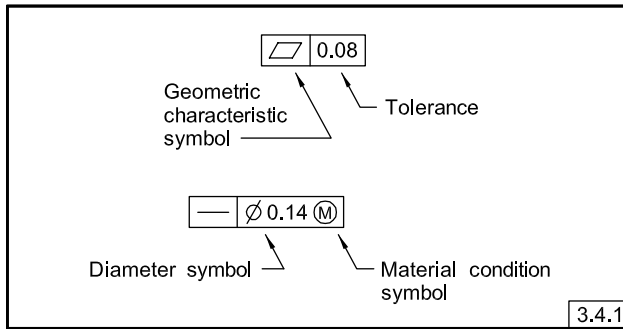 ⏥ 0.08
Geometric
characteristic
symbol
Tolerance
⏤ ∅ 0.14 Ⓜ
Diameter symbol
Material condition
symbol
3.4.1